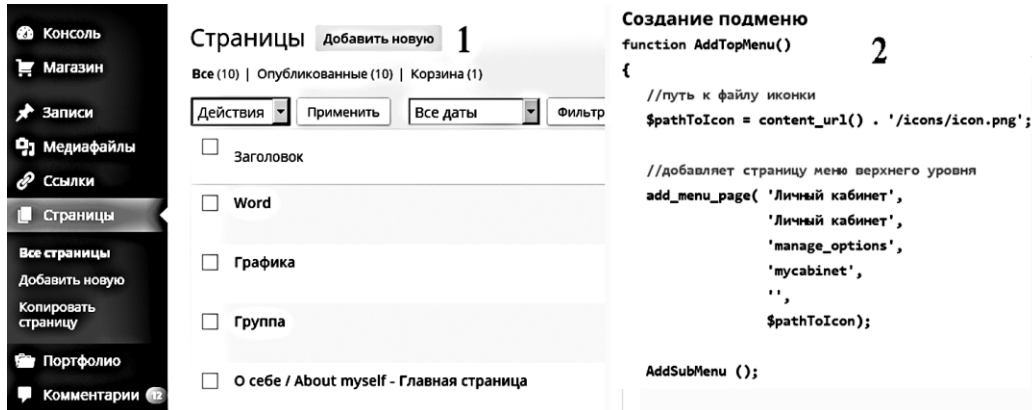 Консоль
Магазин
Записи
Медиафайлы
Ссылки
Страницы
Все страницы
Добавить новую
Копировать
страницу
Портфолио
Комментарии 12
Страницы Добавить новую 1
Все (10) | Опубликованные (10) | Корзина (1)
Действия Применить Все даты Фильтр
Заголовок
Word
Графика
Группа
О себе / About myself - Главная страница
Создание подменю
function AddTopMenu() 2
{
//путь к файлу иконки
$pathToIcon = content_url() . '/icons/icon.png';
//добавляет страницу меню верхнего уровня
add_menu_page( 'Личный кабинет',
'Личный кабинет',
'manage_options',
'mycabinet',
'',
$pathToIcon);
AddSubMenu ();